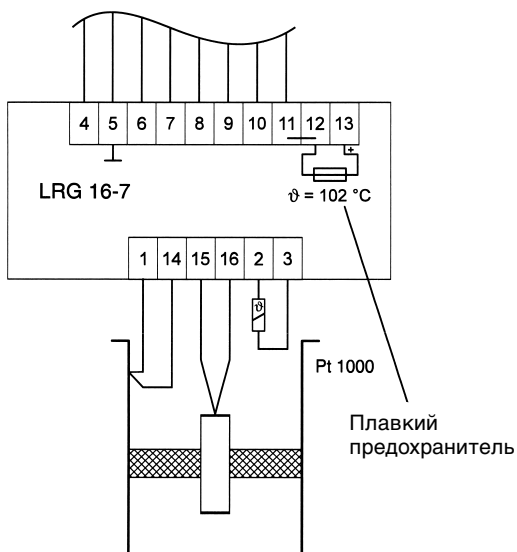 4 5 6 7 8 9 10 11 12 13
+
LRG 16-7
ϑ = 102 °C
1 14 15 16 2 3
ϑ
Pt 1000
Плавкий
предохранитель